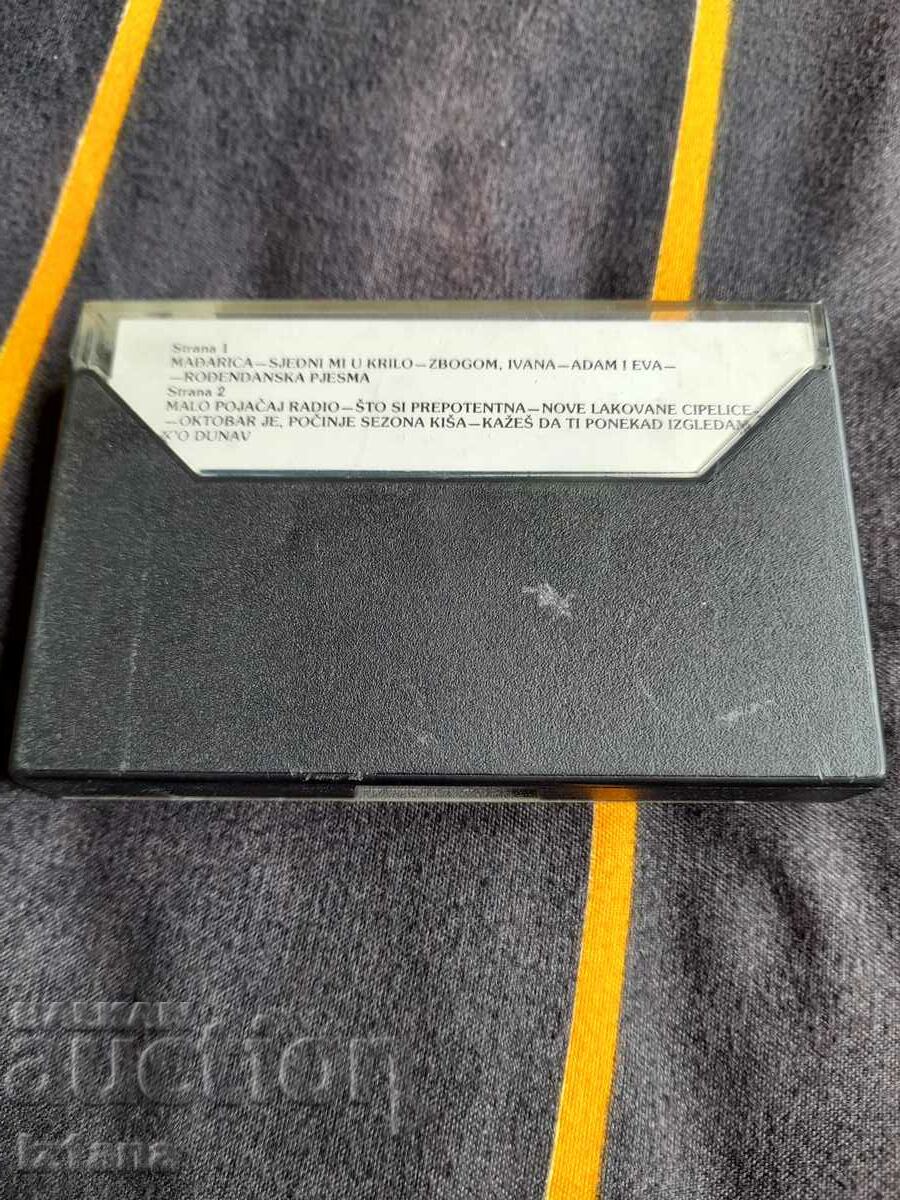 Strana 1
MAĐARICA—SJEDNI MI U KRILO—ZBOGOM, IVANA—ADAM I EVA—
—ROĐENDANSKA PJESMA
Strana 2
MALO POJAČAJ RADIO—ŠTO SI PREPOTENTNA—NOVE LAKOVANE CIPELICE—
—OKTOBAR JE, POČINJE SEZONA KIŠA—KAŽEŠ DA TI PONEKAD IZGLEDAM
K'O DUNAV
BALKAN
auction
Izfana